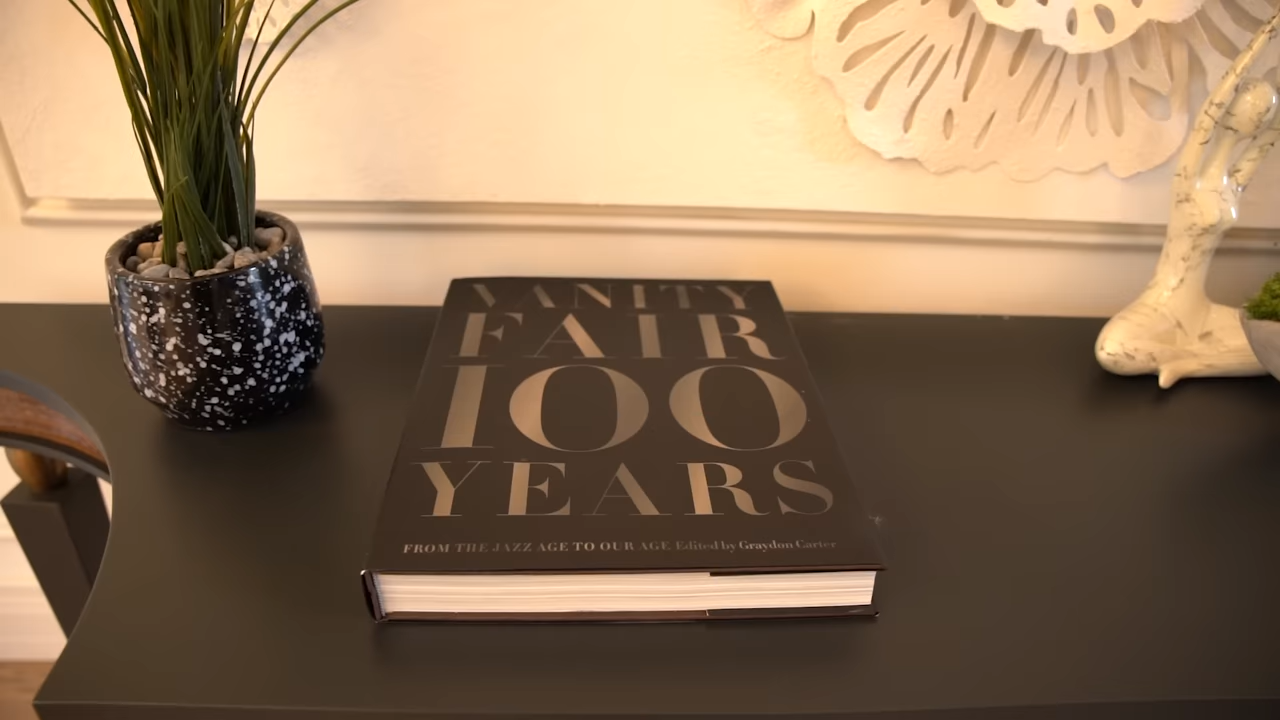 VANITY
FAIR
100
YEARS
FROM THE JAZZ AGE TO OUR AGE Edited by Graydon Carter